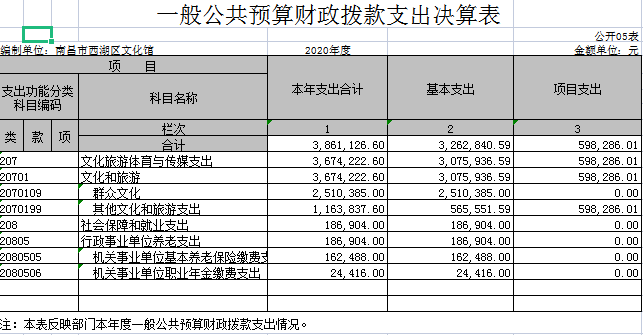 一般公共预算财政拨款支出决算表
公开05表
编制单位：南昌市西湖区文化馆 2020年度 金额单位：元
项 目 本年支出合计 基本支出 项目支出
支出功能分类科目编码 科目名称
类 款 项 栏次 1 2 3
合计 3,861,126.60 3,262,840.59 598,286.01
207 文化旅游体育与传媒支出 3,674,222.60 3,075,936.59 598,286.01
20701 文化和旅游 3,674,222.60 3,075,936.59 598,286.01
2070109 群众文化 2,510,385.00 2,510,385.00 0.00
2070199 其他文化和旅游支出 1,163,837.60 565,551.59 598,286.01
208 社会保障和就业支出 186,904.00 186,904.00 0.00
20805 行政事业单位养老支出 186,904.00 186,904.00 0.00
2080505 机关事业单位基本养老保险缴费支 162,488.00 162,488.00 0.00
2080506 机关事业单位职业年金缴费支出 24,416.00 24,416.00 0.00
注：本表反映部门本年度一般公共预算财政拨款支出情况。